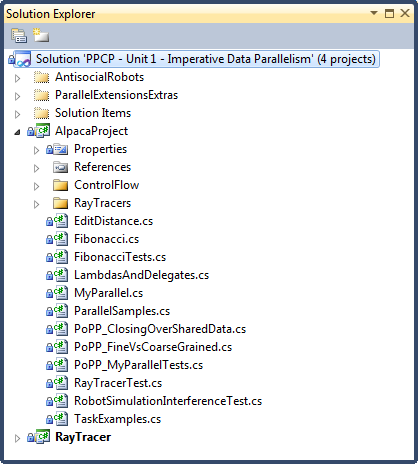 Solution Explorer
Solution 'PPCP - Unit 1 - Imperative Data Parallelism' (4 projects)
AntisocialRobots
ParallelExtensionsExtras
Solution Items
AlpacaProject
Properties
References
ControlFlow
RayTracers
EditDistance.cs
Fibonacci.cs
FibonacciTests.cs
LambdasAndDelegates.cs
MyParallel.cs
ParallelSamples.cs
PoPP_ClosingOverSharedData.cs
PoPP_FineVsCoarseGrained.cs
PoPP_MyParallelTests.cs
RayTracerTest.cs
RobotSimulationInterferenceTest.cs
TaskExamples.cs
RayTracer